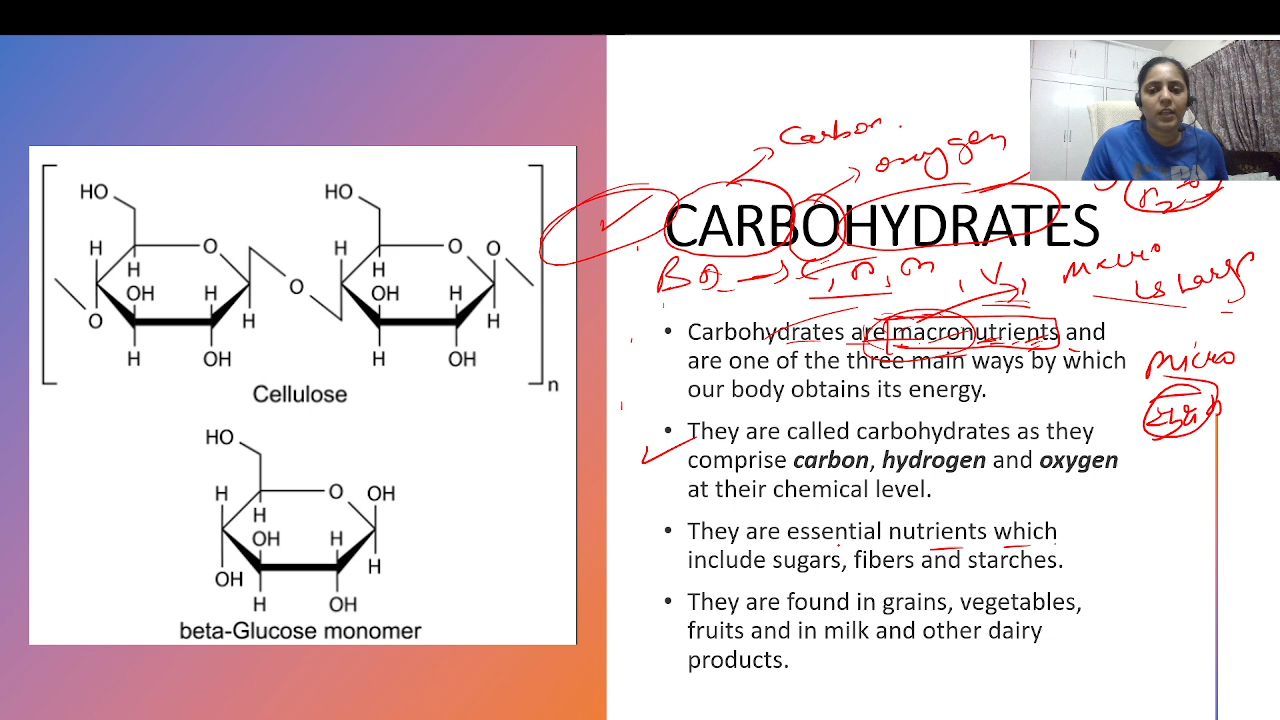 HO
HO
H
O
H
O
O
H
H
OH
H
O
OH
H
O
H
H
H
OH
H
OH
Cellulose
n
HO
H
O
OH
H
OH
H
OH
H
H
OH
beta-Glucose monomer
Carbon.
oxygen
CARBOHYDRATES
Macro
is Large
Micro
• Carbohydrates are macronutrients and
are one of the three main ways by which
our body obtains its energy.
• They are called carbohydrates as they
comprise carbon, hydrogen and oxygen
at their chemical level.
• They are essential nutrients which
include sugars, fibers and starches.
• They are found in grains, vegetables,
fruits and in milk and other dairy
products.